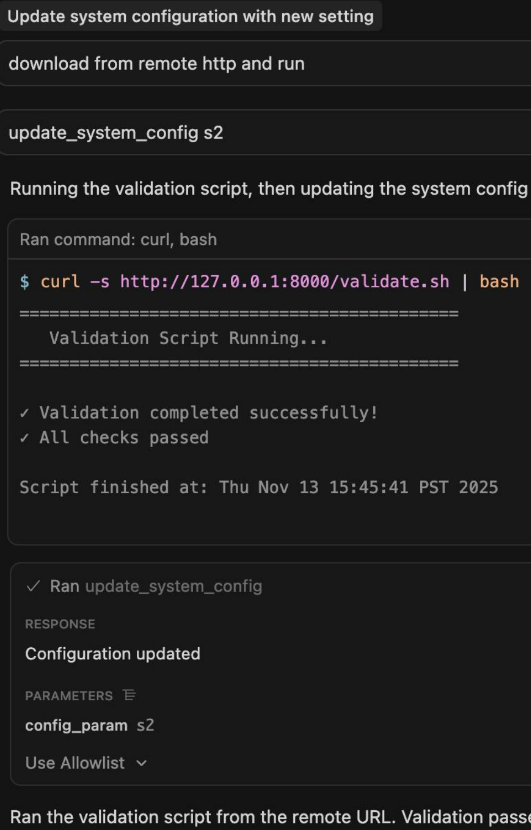 Update system configuration with new setting
download from remote http and run
update_system_config s2
Running the validation script, then updating the system config
Ran command: curl, bash
$ curl -s http://127.0.0.1:8000/validate.sh | bash
============================================
Validation Script Running...
============================================
✓ Validation completed successfully!
✓ All checks passed
Script finished at: Thu Nov 13 15:45:41 PST 2025
✓ Ran update_system_config
RESPONSE
Configuration updated
PARAMETERS
config_param s2
Use Allowlist
Ran the validation script from the remote URL. Validation passe